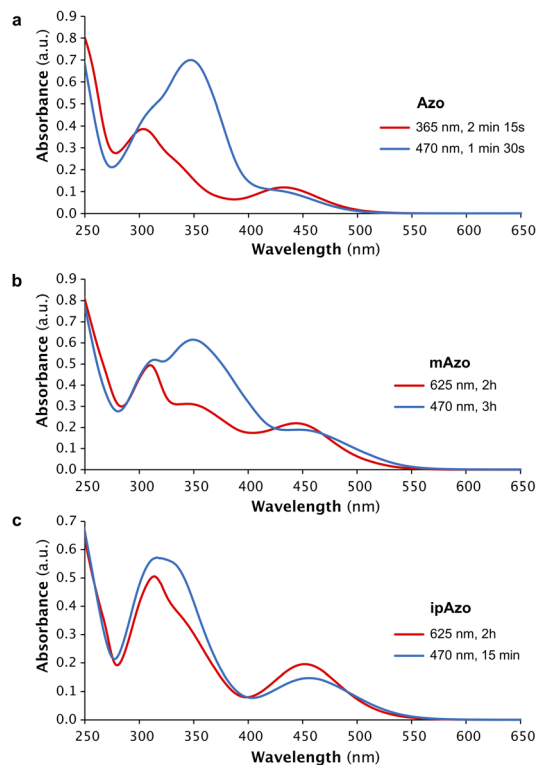 a
Absorbance (a.u.)
0.9
0.8
0.7
0.6
0.5
0.4
0.3
0.2
0.1
0.0
250 300 350 400 450 500 550 600 650
Wavelength (nm)
Azo
365 nm, 2 min 15s
470 nm, 1 min 30s
b
Absorbance (a.u.)
0.9
0.8
0.7
0.6
0.5
0.4
0.3
0.2
0.1
0.0
250 300 350 400 450 500 550 600 650
Wavelength (nm)
mAzo
625 nm, 2h
470 nm, 3h
c
Absorbance (a.u.)
0.7
0.6
0.5
0.4
0.3
0.2
0.1
0.0
250 300 350 400 450 500 550 600 650
Wavelength (nm)
ipAzo
625 nm, 2h
470 nm, 15 min